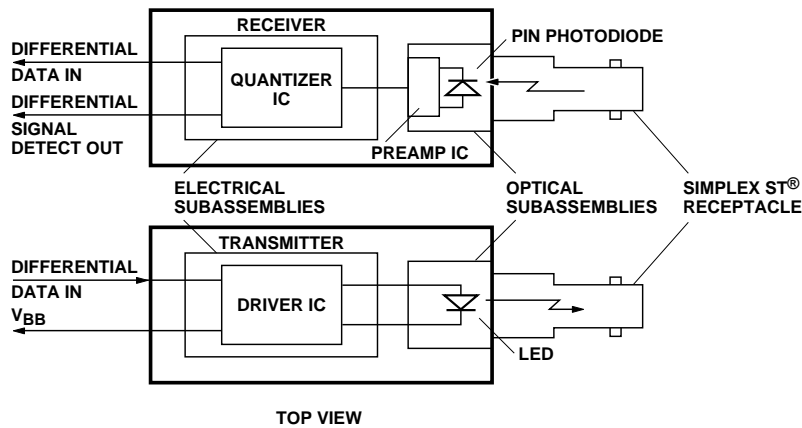 RECEIVER
DIFFERENTIAL
DATA IN
DIFFERENTIAL
SIGNAL
DETECT OUT
QUANTIZER
IC
PIN PHOTODIODE
PREAMP IC
ELECTRICAL
SUBASSEMBLIES
OPTICAL
SUBASSEMBLIES
SIMPLEX ST®
RECEPTACLE
TRANSMITTER
DIFFERENTIAL
DATA IN
VBB
DRIVER IC
LED
TOP VIEW